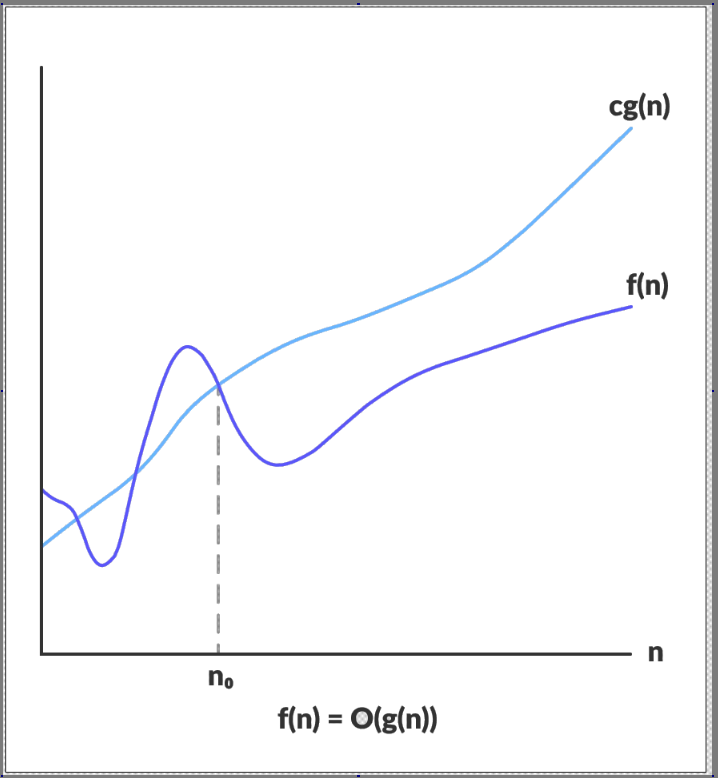 cg(n)
f(n)
n
n₀
f(n) = O(g(n))